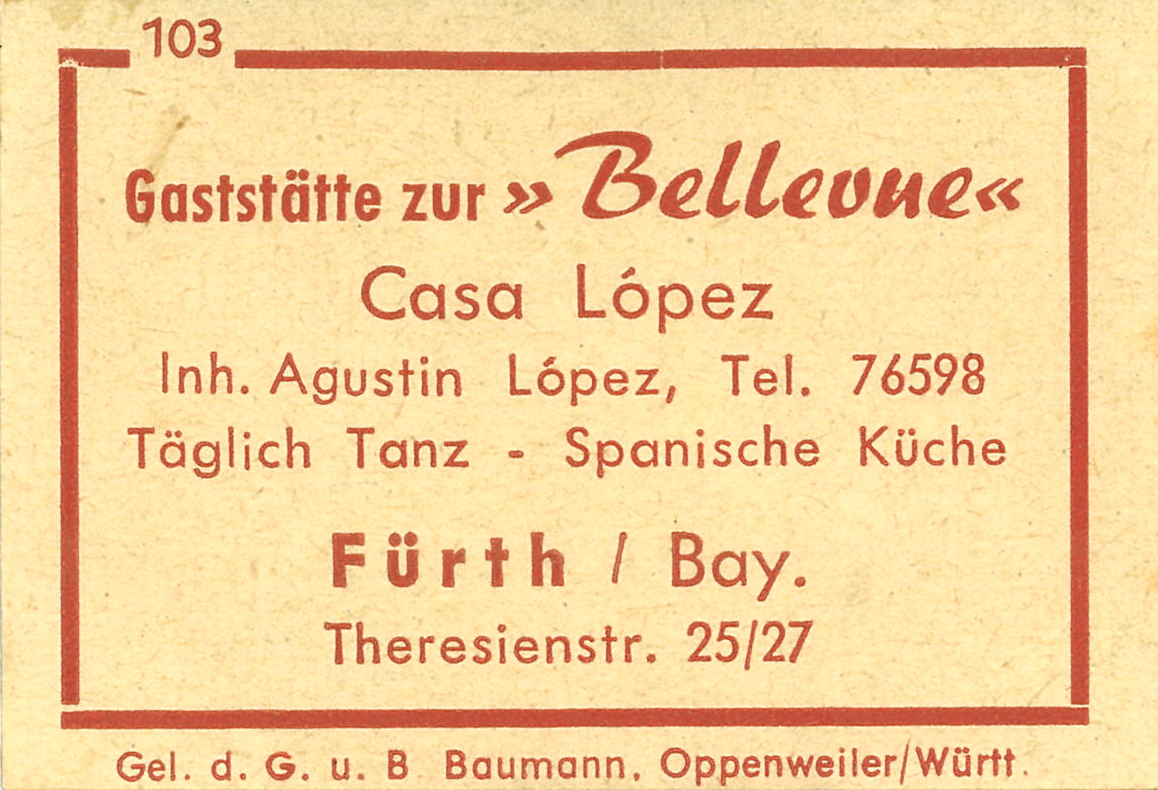 103
Gaststätte zur »Bellevue«
Casa López
Inh. Agustin López, Tel. 76598
Täglich Tanz - Spanische Küche
Fürth / Bay.
Theresienstr. 25/27
Gel. d. G. u. B Baumann, Oppenweiler/Württ.